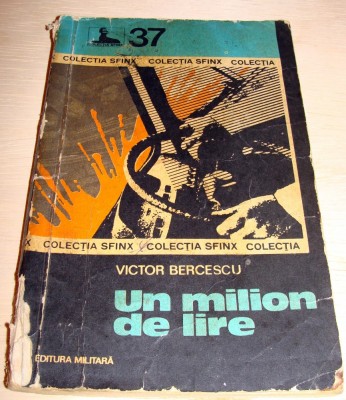 37
COLECȚIA SFINX COLECȚIA SFINX COLECȚIA
X COLECȚIA SFINX COLECȚIA SFINX COLECȚIA
VICTOR BERCESCU
Un milion
de lire
EDITURA MILITARĂ